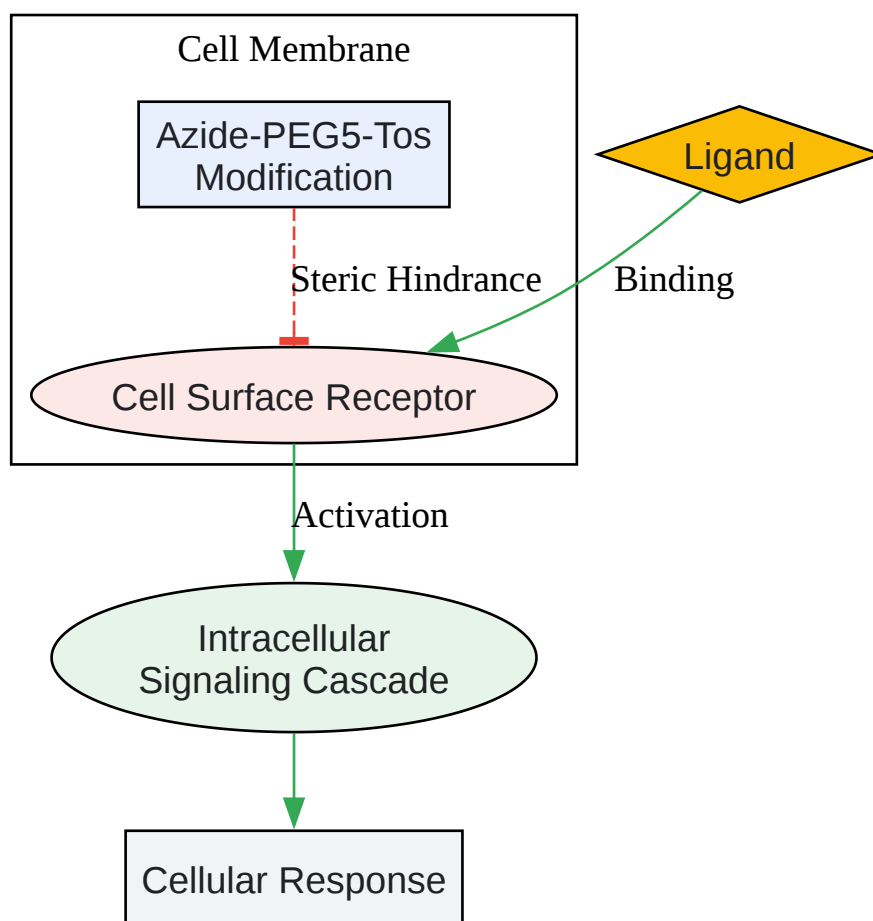 Cell Membrane
Azide-PEG5-Tos
Modification
Ligand
Steric Hindrance
Binding
Cell Surface Receptor
Activation
Intracellular
Signaling Cascade
Cellular Response